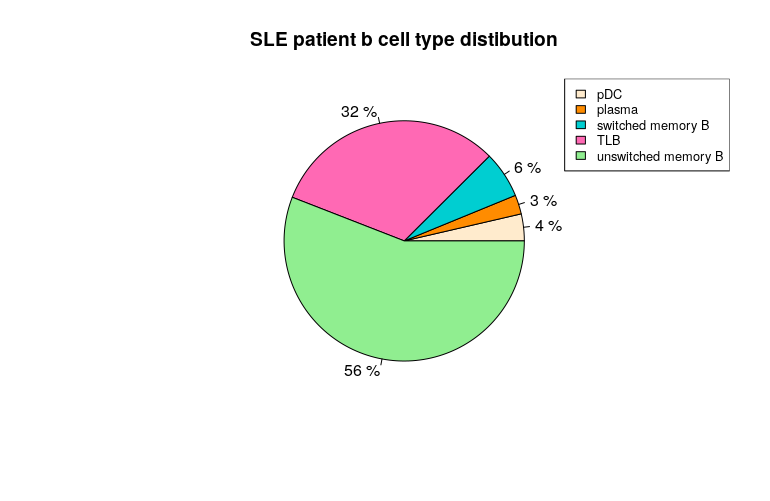 SLE patient b cell type distibution
pDC
plasma
switched memory B
TLB
unswitched memory B
32 %
6 %
3 %
4 %
56 %